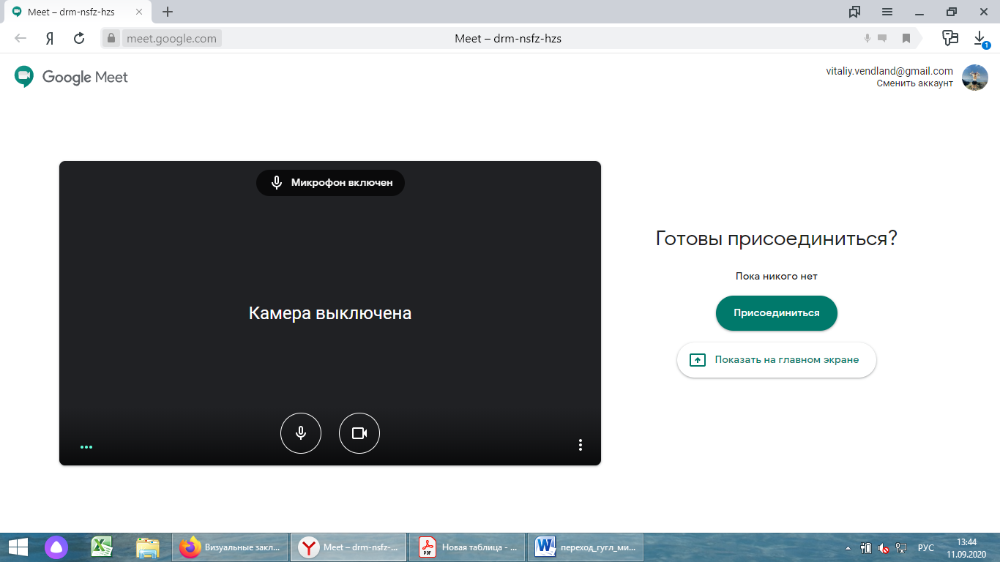 Meet – drm-nsfz-hzs
Я
meet.google.com
Meet – drm-nsfz-hzs
1
Google Meet
vitaliy.vendland@gmail.com
Сменить аккаунт
Микрофон включен
Камера выключена
Готовы присоединиться?
Пока никого нет
Присоединиться
Показать на главном экране
Визуальные закл...
Meet – drm-nsfz-...
PDF
Новая таблица - ...
переход_гугл_ми...
РУС
13:44
11.09.2020